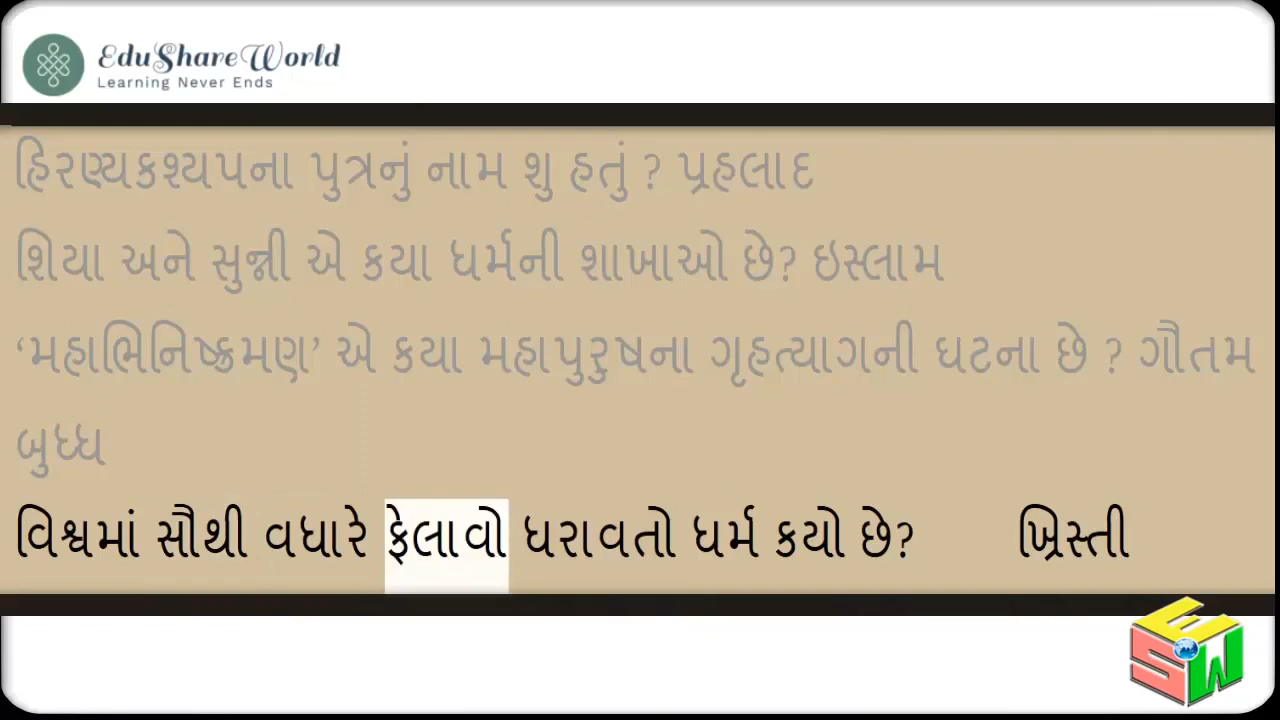 EduShareWorld
Learning Never Ends
હિરણ્યકશ્યપના પુત્રનું નામ શુ હતું ? પ્રહલાદ
શિયા અને સુન્ની એ કયા ધર્મની શાખાઓ છે? ઇસ્લામ
‘મહાભિનિષ્ક્રમણ’ એ કયા મહાપુરુષના ગૃહત્યાગની ઘટના છે ? ગૌતમ
બુધ્ધ
વિશ્વમાં સૌથી વધારે ફેલાવો ધરાવતો ધર્મ કયો છે? ખ્રિસ્તી
ESW